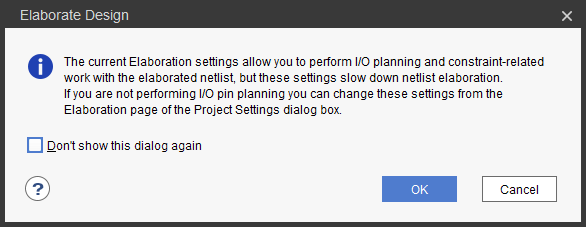 Elaborate Design
The current Elaboration settings allow you to perform I/O planning and constraint-related
work with the elaborated netlist, but these settings slow down netlist elaboration.
If you are not performing I/O pin planning you can change these settings from the
Elaboration page of the Project Settings dialog box.
Don't show this dialog again
?
OK
Cancel